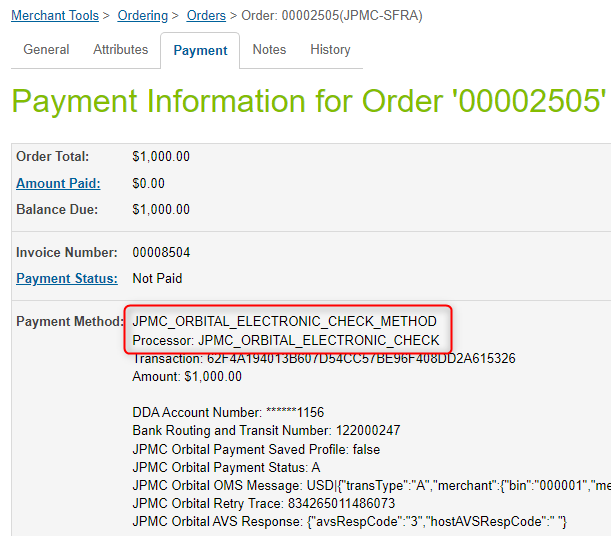 Merchant Tools > Ordering > Orders > Order: 00002505(JPMC-SFRA)
General Attributes Payment Notes History
Payment Information for Order '00002505'
Order Total: $1,000.00
Amount Paid: $0.00
Balance Due: $1,000.00
Invoice Number: 00008504
Payment Status: Not Paid
Payment Method: JPMC_ORBITAL_ELECTRONIC_CHECK_METHOD
Processor: JPMC_ORBITAL_ELECTRONIC_CHECK
Transaction: 62F4A194013B607D54CC57BE96F408DD2A615326
Amount: $1,000.00
DDA Account Number: ******1156
Bank Routing and Transit Number: 122000247
JPMC Orbital Payment Saved Profile: false
JPMC Orbital Payment Status: A
JPMC Orbital OMS Message: USD|{"transType":"A","merchant":{"bin":"000001","me
JPMC Orbital Retry Trace: 834265011486073
JPMC Orbital AVS Response: {"avsRespCode":"3","hostAVSRespCode":" "}